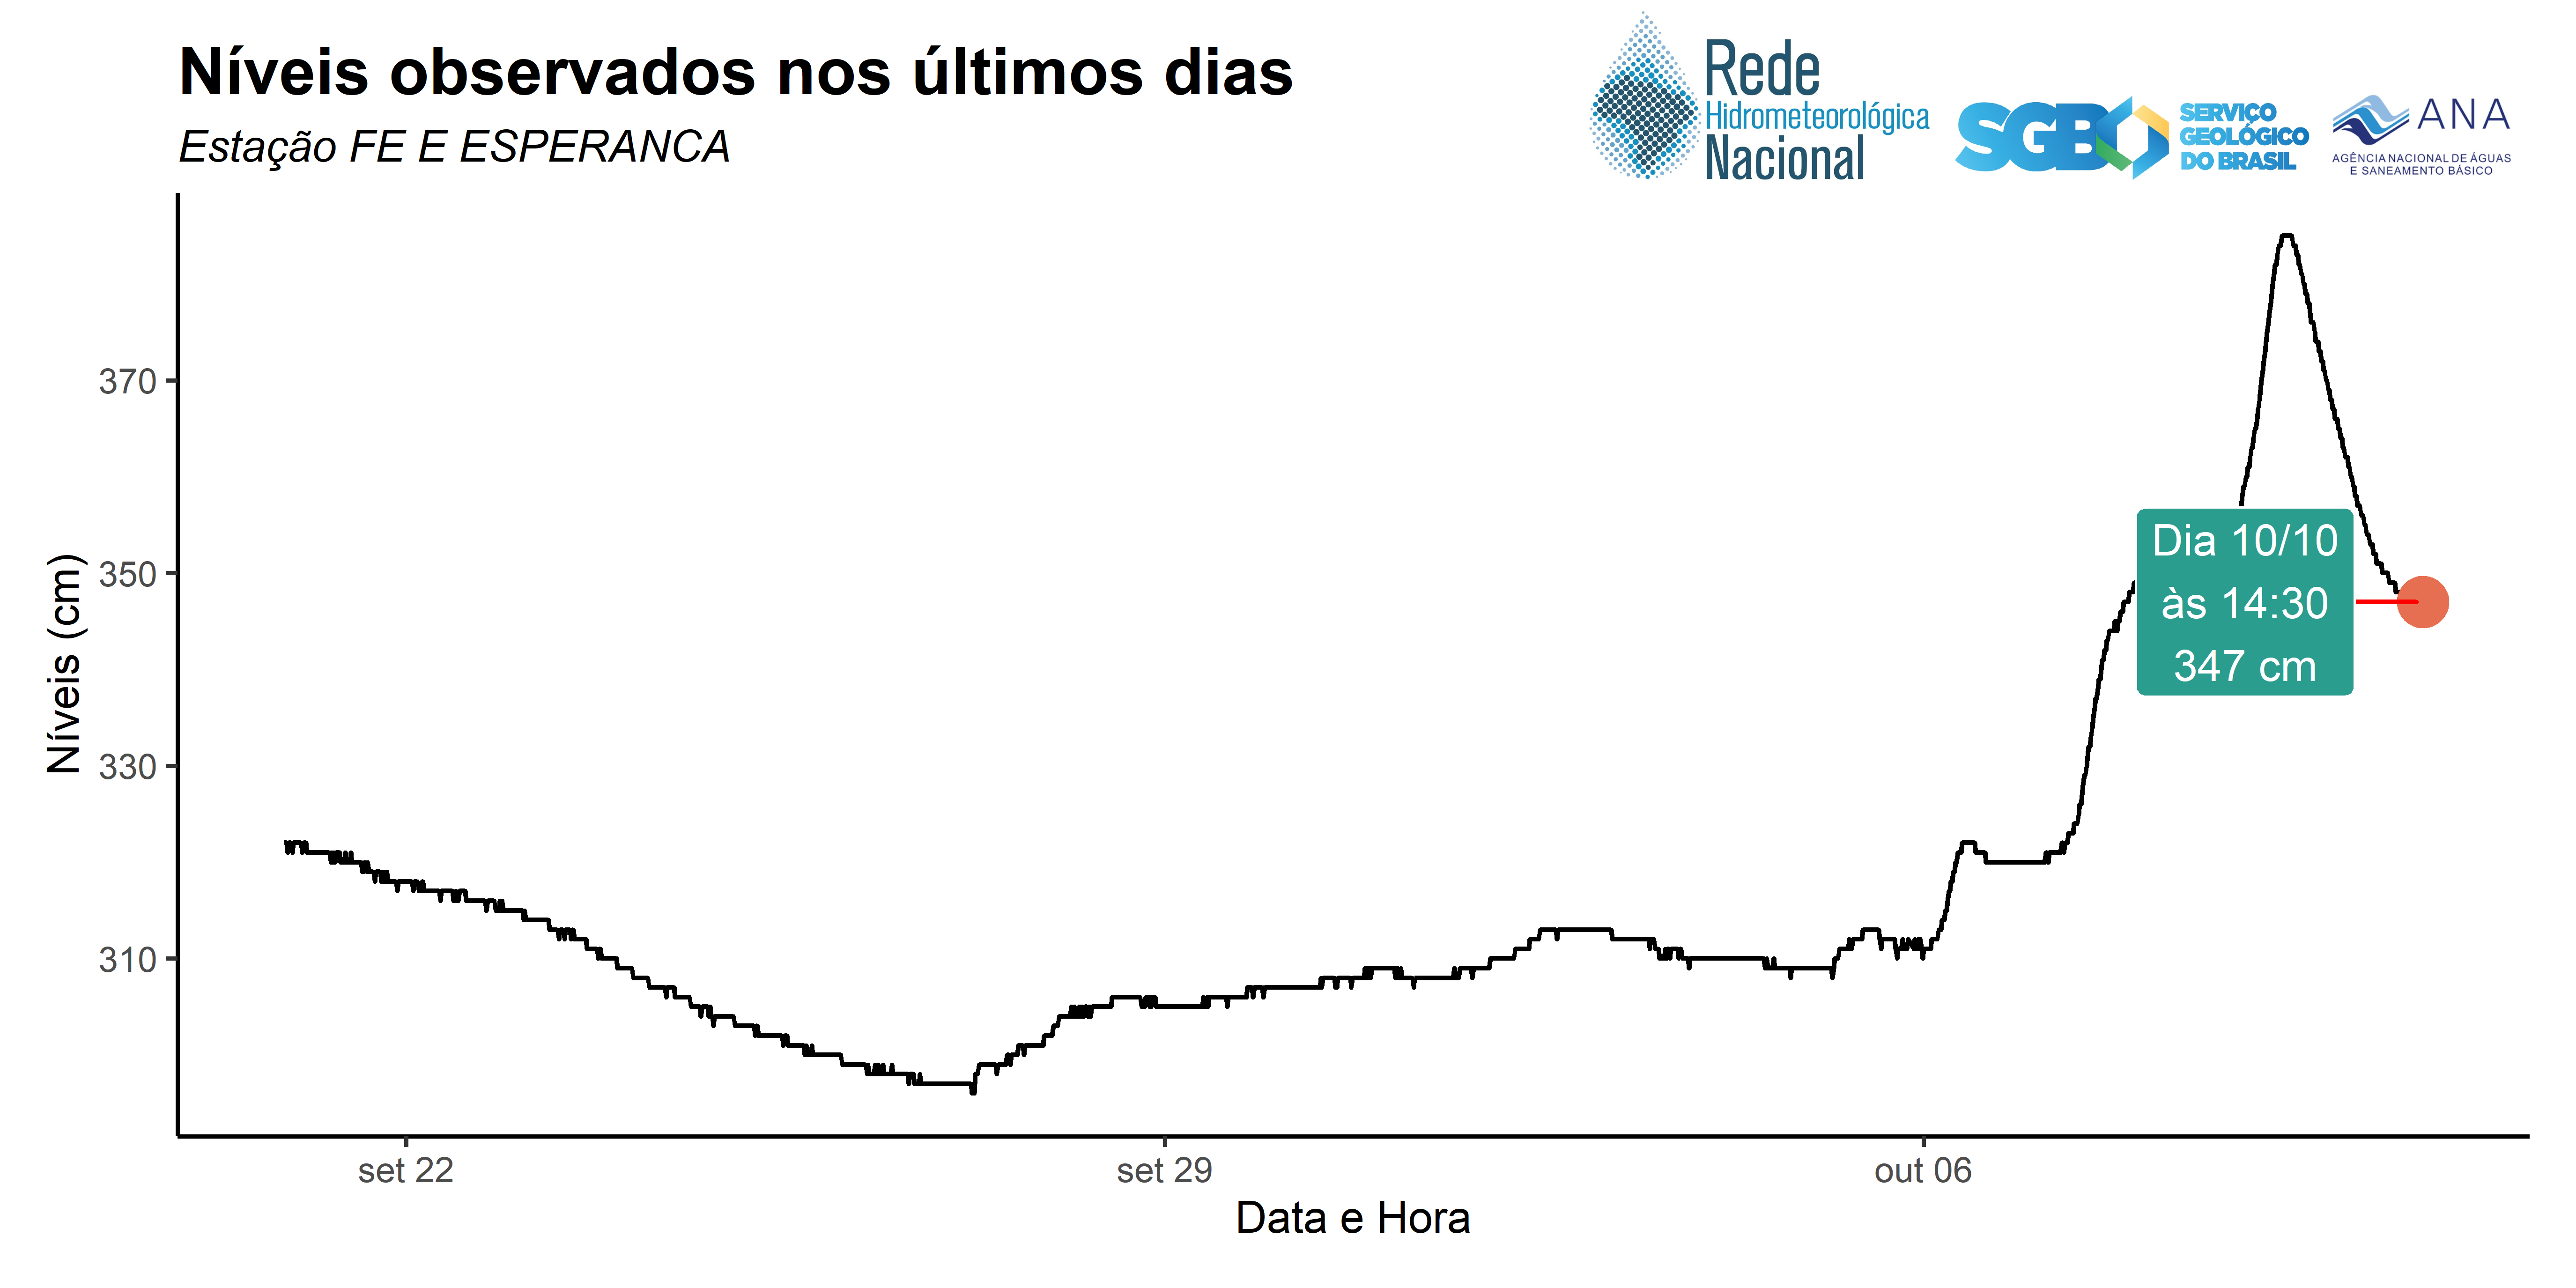 Níveis observados nos últimos dias
Estação FE E ESPERANCA
Rede
Hidrometeorológica
Nacional
SGB
SERVIÇO
GEOLÓGICO
DO BRASIL
ANA
AGÊNCIA NACIONAL DE ÁGUAS
E SANEAMENTO BÁSICO
Níveis (cm)
370
350
330
310
Dia 10/10
às 14:30
347 cm
set 22
set 29
out 06
Data e Hora